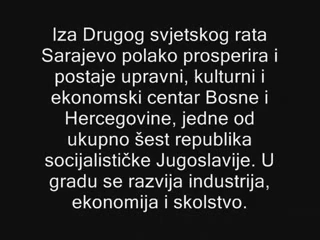 Iza Drugog svjetskog rata
Sarajevo polako prosperira i
postaje upravni, kulturni i
ekonomski centar Bosne i
Hercegovine, jedne od
ukupno šest republika
socijalističke Jugoslavije. U
gradu se razvija industrija,
ekonomija i skolstvo.